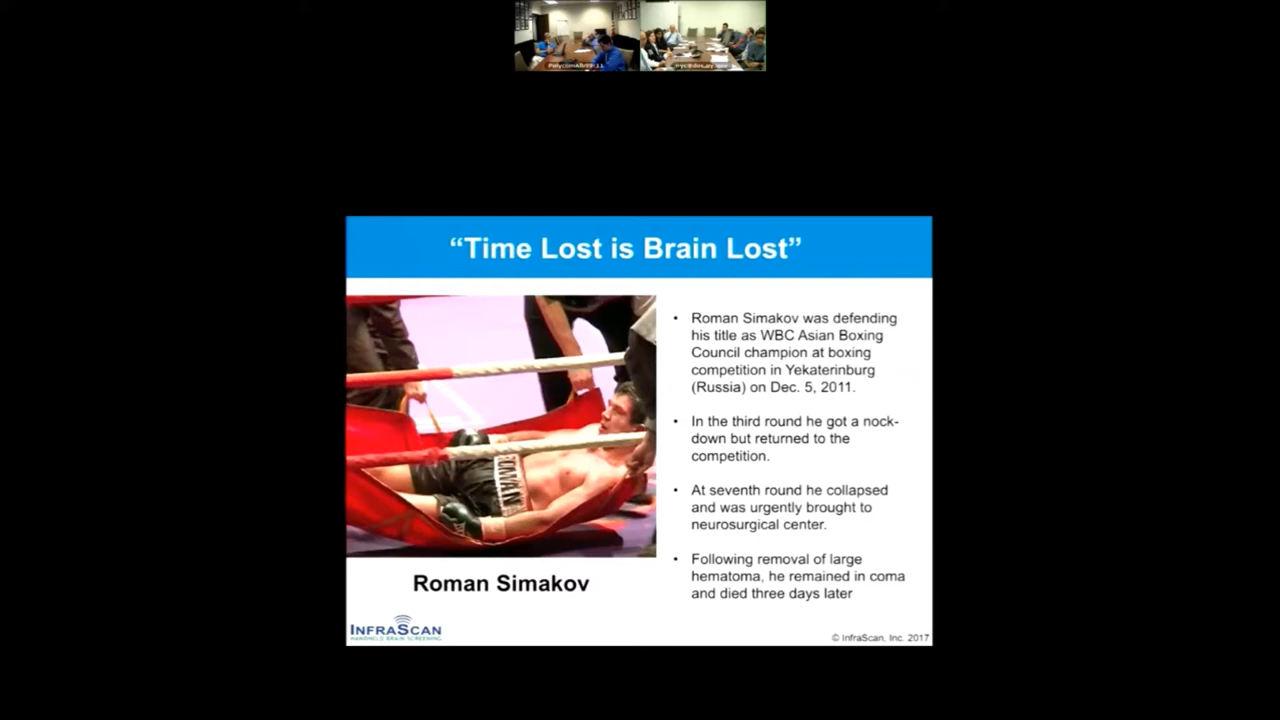 “Time Lost is Brain Lost”
Roman Simakov was defending
his title as WBC Asian Boxing
Council champion at boxing
competition in Yekaterinburg
(Russia) on Dec. 5, 2011.
In the third round he got a nock-
down but returned to the
competition.
At seventh round he collapsed
and was urgently brought to
neurosurgical center.
Following removal of large
hematoma, he remained in coma
and died three days later
Roman Simakov
INFRASCAN
HANDHELD BRAIN SCREENING
© InfraScan, Inc. 2017